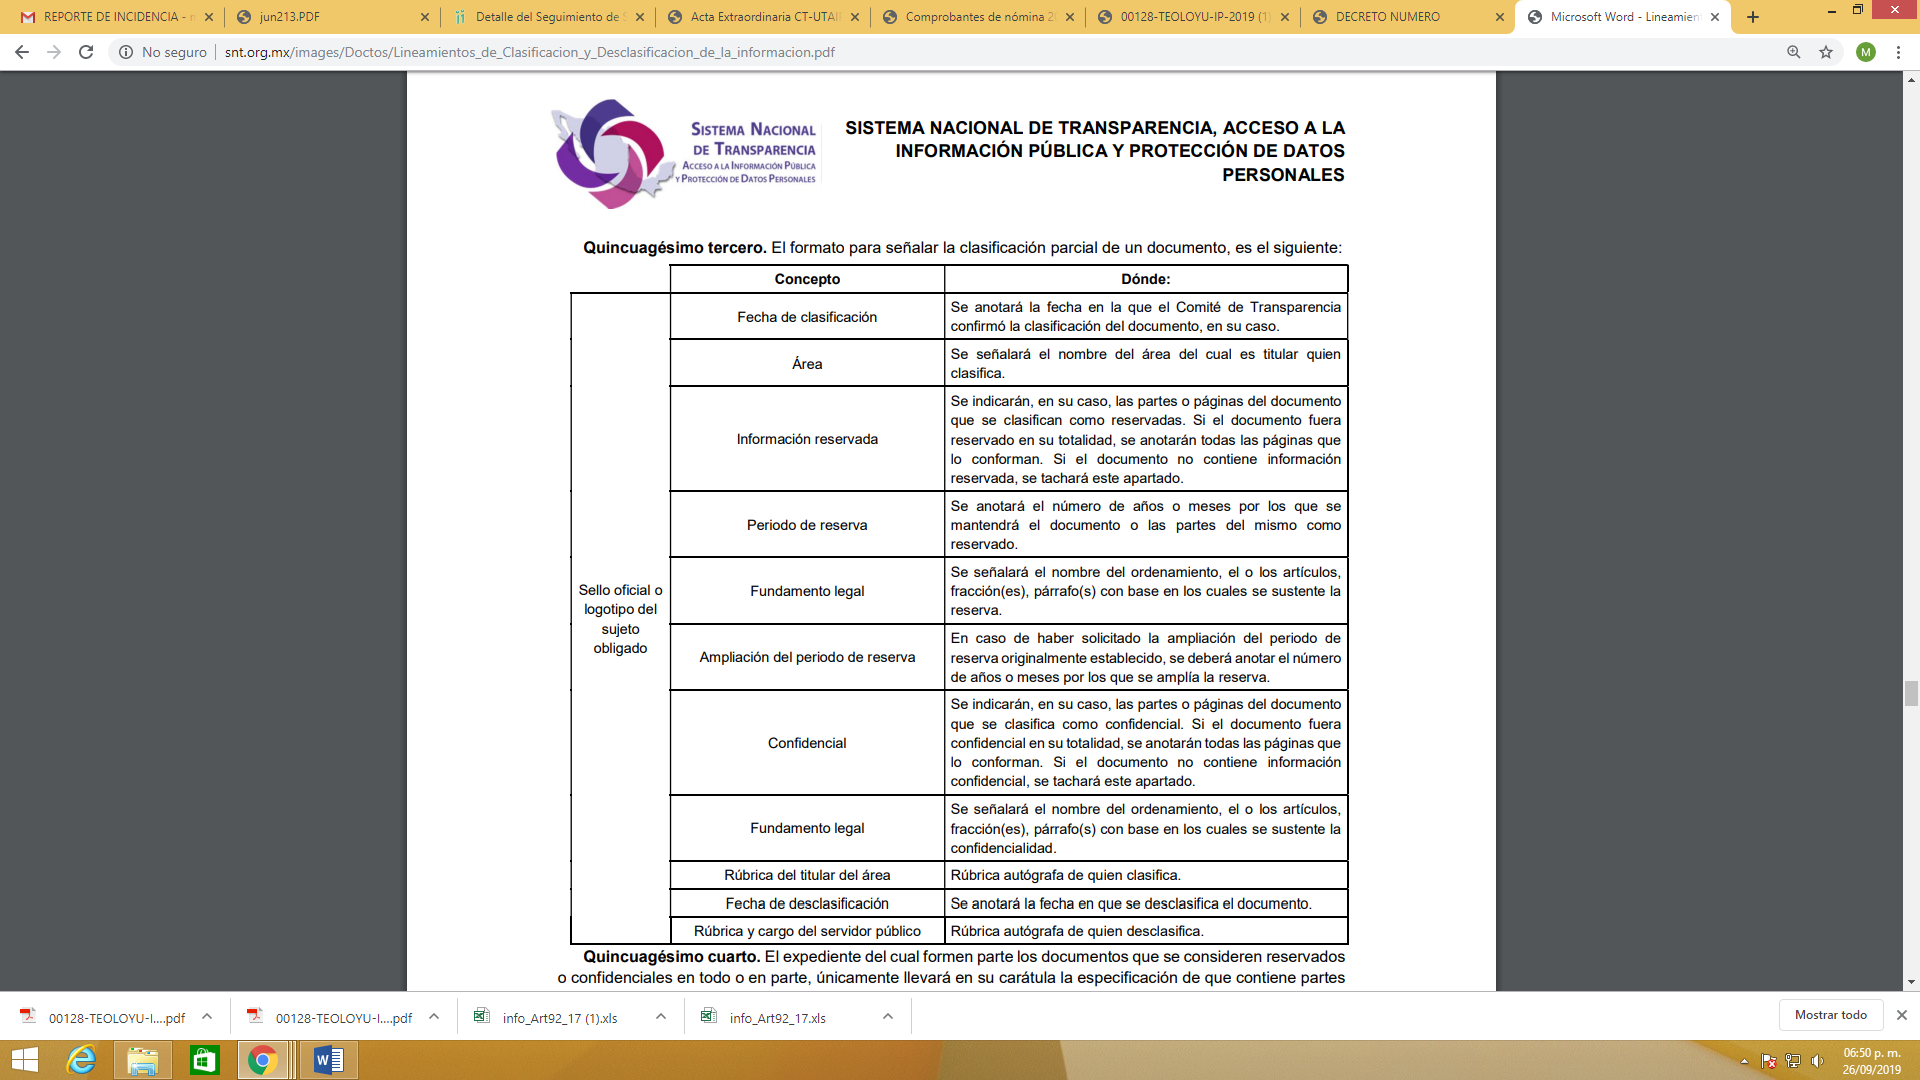 REPORTE DE INCIDENCIA - 
jun213.PDF
Detalle del Seguimiento de S
Acta Extraordinaria CT-UTAI
Comprobantes de nómina 2
00128-TEOLOYU-IP-2019 (1)
DECRETO NUMERO
Microsoft Word - Lineamien
No seguro
snt.org.mx/images/Doctos/Lineamientos_de_Clasificacion_y_Desclasificacion_de_la_informacion.pdf
M
SISTEMA NACIONAL
DE TRANSPARENCIA
ACCESO A LA INFORMACIÓN PÚBLICA
Y PROTECCIÓN DE DATOS PERSONALES
SISTEMA NACIONAL DE TRANSPARENCIA, ACCESO A LA
INFORMACIÓN PÚBLICA Y PROTECCIÓN DE DATOS
PERSONALES
Quincuagésimo tercero. El formato para señalar la clasificación parcial de un documento, es el siguiente:
Concepto
Dónde:
Sello oficial o
logotipo del
sujeto
obligado
Fecha de clasificación
Se anotará la fecha en la que el Comité de Transparencia
confirmó la clasificación del documento, en su caso.
Área
Se señalará el nombre del área del cual es titular quien
clasifica.
Información reservada
Se indicarán, en su caso, las partes o páginas del documento
que se clasifican como reservadas. Si el documento fuera
reservado en su totalidad, se anotarán todas las páginas que
lo conforman. Si el documento no contiene información
reservada, se tachará este apartado.
Periodo de reserva
Se anotará el número de años o meses por los que se
mantendrá el documento o las partes del mismo como
reservado.
Fundamento legal
Se señalará el nombre del ordenamiento, el o los artículos,
fracción(es), párrafo(s) con base en los cuales se sustente la
reserva.
Ampliación del periodo de reserva
En caso de haber solicitado la ampliación del periodo de
reserva originalmente establecido, se deberá anotar el número
de años o meses por los que se amplía la reserva.
Confidencial
Se indicarán, en su caso, las partes o páginas del documento
que se clasifica como confidencial. Si el documento fuera
confidencial en su totalidad, se anotarán todas las páginas que
lo conforman. Si el documento no contiene información
confidencial, se tachará este apartado.
Fundamento legal
Se señalará el nombre del ordenamiento, el o los artículos,
fracción(es), párrafo(s) con base en los cuales se sustente la
confidencialidad.
Rúbrica del titular del área
Rúbrica autógrafa de quien clasifica.
Fecha de desclasificación
Se anotará la fecha en que se desclasifica el documento.
Rúbrica y cargo del servidor público
Rúbrica autógrafa de quien desclasifica.
Quincuagésimo cuarto. El expediente del cual formen parte los documentos que se consideren reservados
o confidenciales en todo o en parte, únicamente llevará en su carátula la especificación de que contiene partes
00128-TEOLOYU-I....pdf
00128-TEOLOYU-I....pdf
info_Art92_17 (1).xls
info_Art92_17.xls
Mostrar todo
06:50 p. m.
26/09/2019